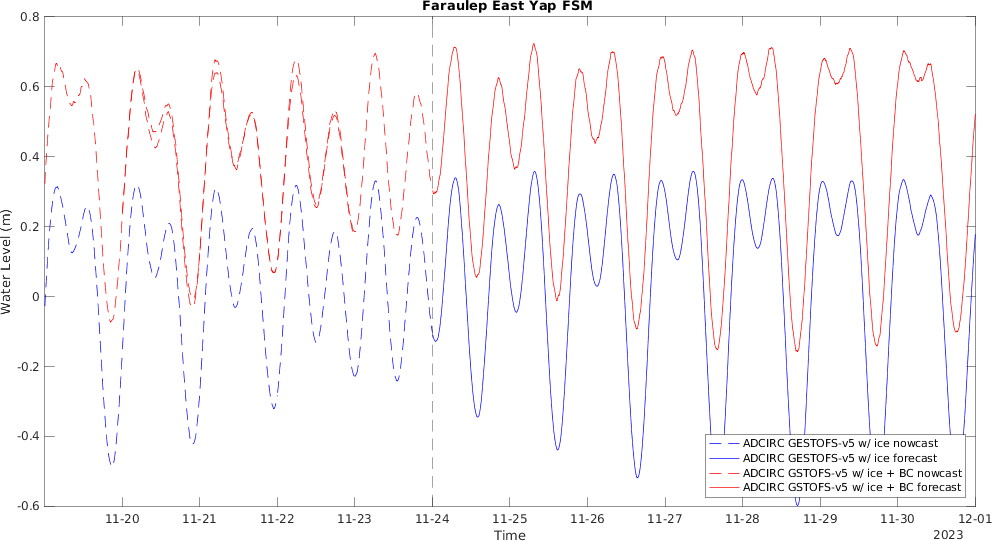 Faraulep East Yap FSM
0.8
0.6
0.4
0.2
0
-0.2
-0.4
-0.6
Water Level (m)
ADCIRC GESTOFS-v5 w/ ice nowcast
ADCIRC GESTOFS-v5 w/ ice forecast
ADCIRC GSTOFS-v5 w/ ice + BC nowcast
ADCIRC GSTOFS-v5 w/ ice + BC forecast
11-20 11-21 11-22 11-23 11-24 11-25 11-26 11-27 11-28 11-29 11-30 12-01
Time
2023